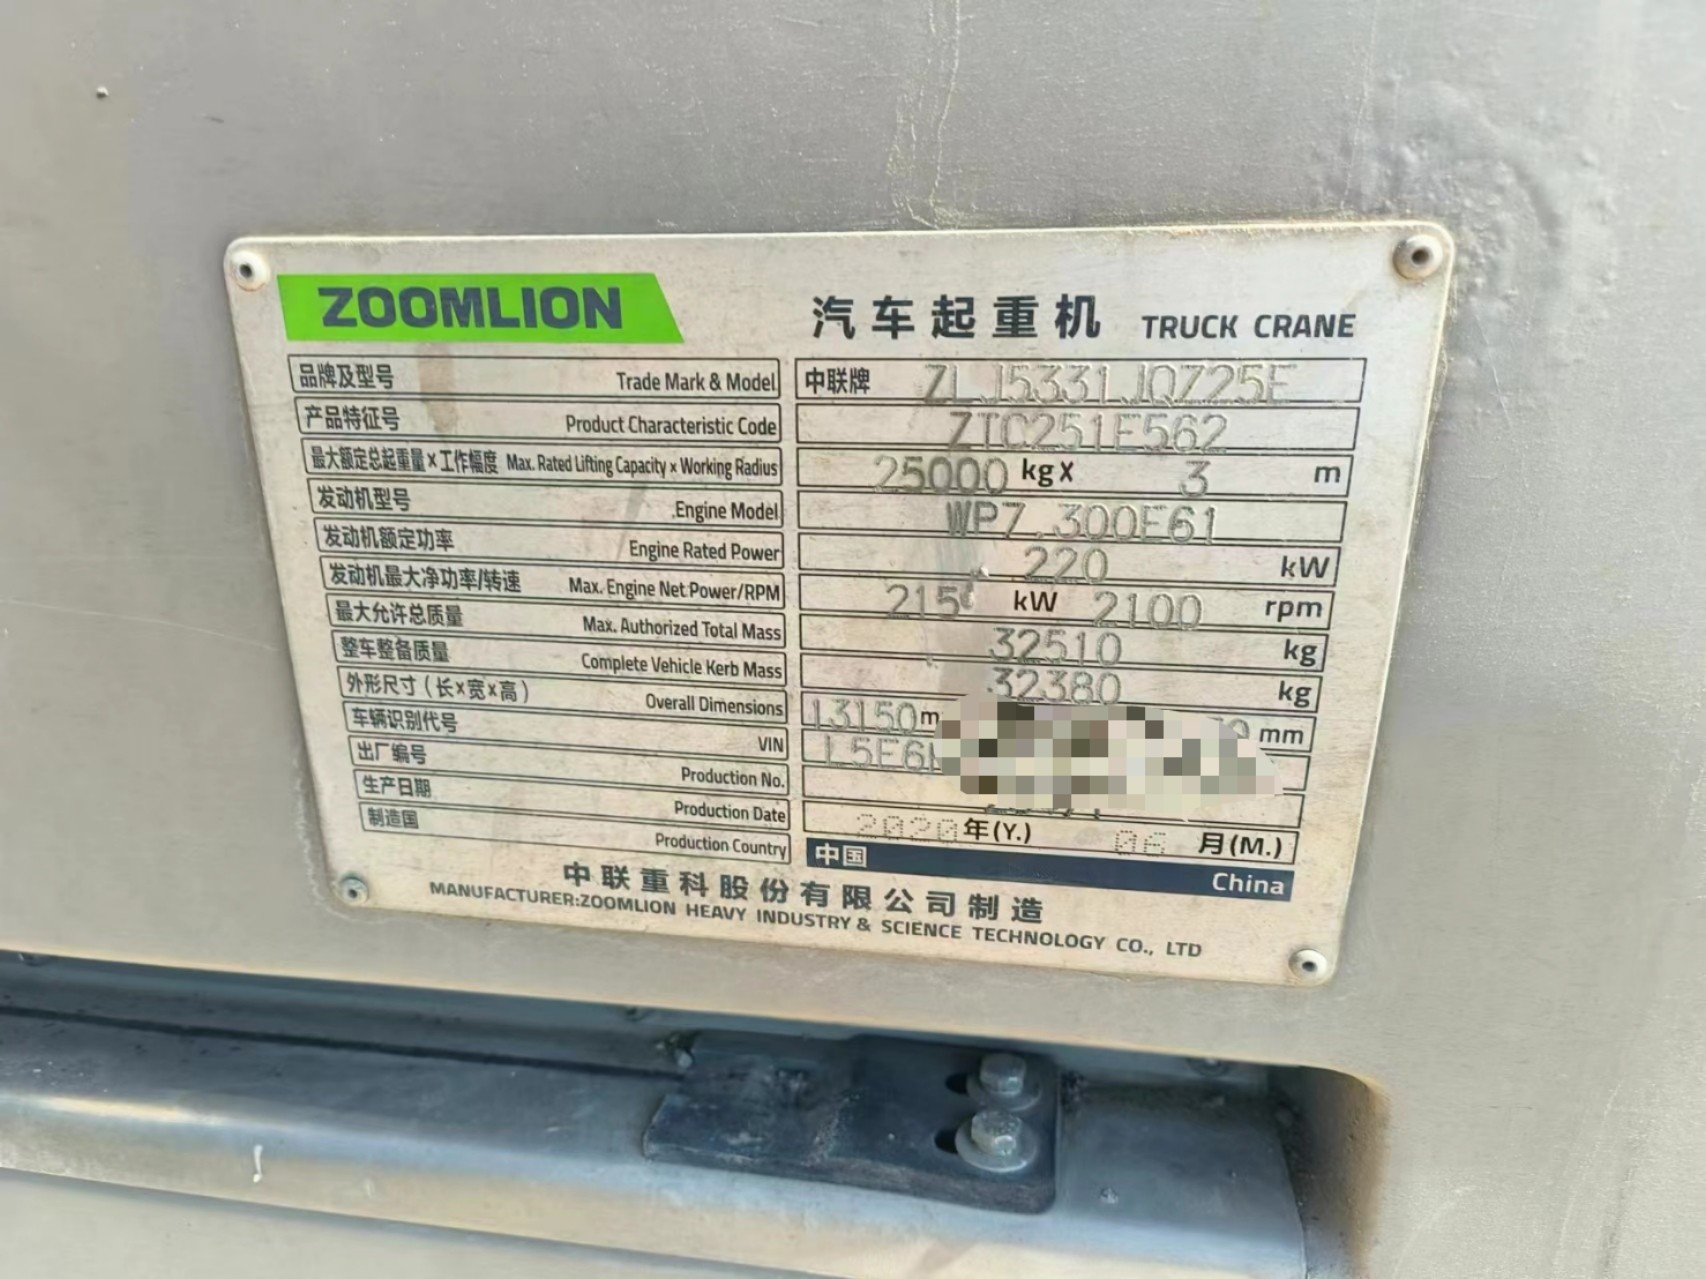 ZOOMLION 汽车起重机 TRUCK CRANE
品牌及型号 Trade Mark & Model 中联牌 ZLJ5331JQZ25E
产品特征号 Product Characteristic Code ZTC251E562
最大额定总起重量×工作幅度 Max. Rated Lifting Capacity × Working Radius 25000 kg× 3 m
发动机型号 Engine Model WP7.300E61
发动机额定功率 Engine Rated Power 220 kW
发动机最大净功率/转速 Max. Engine Net Power/RPM 215 kW 2100 rpm
最大允许总质量 Max. Authorized Total Mass 32510 kg
整车整备质量 Complete Vehicle Kerb Mass 32380 kg
外形尺寸(长×宽×高) Overall Dimensions 13150 mm
车辆识别代号 VIN L5E6
出厂编号 Production No.
生产日期 Production Date 2020年(Y.) 06 月(M.)
制造国 Production Country 中国 China
中联重科股份有限公司制造
MANUFACTURER:ZOOMLION HEAVY INDUSTRY & SCIENCE TECHNOLOGY CO., LTD